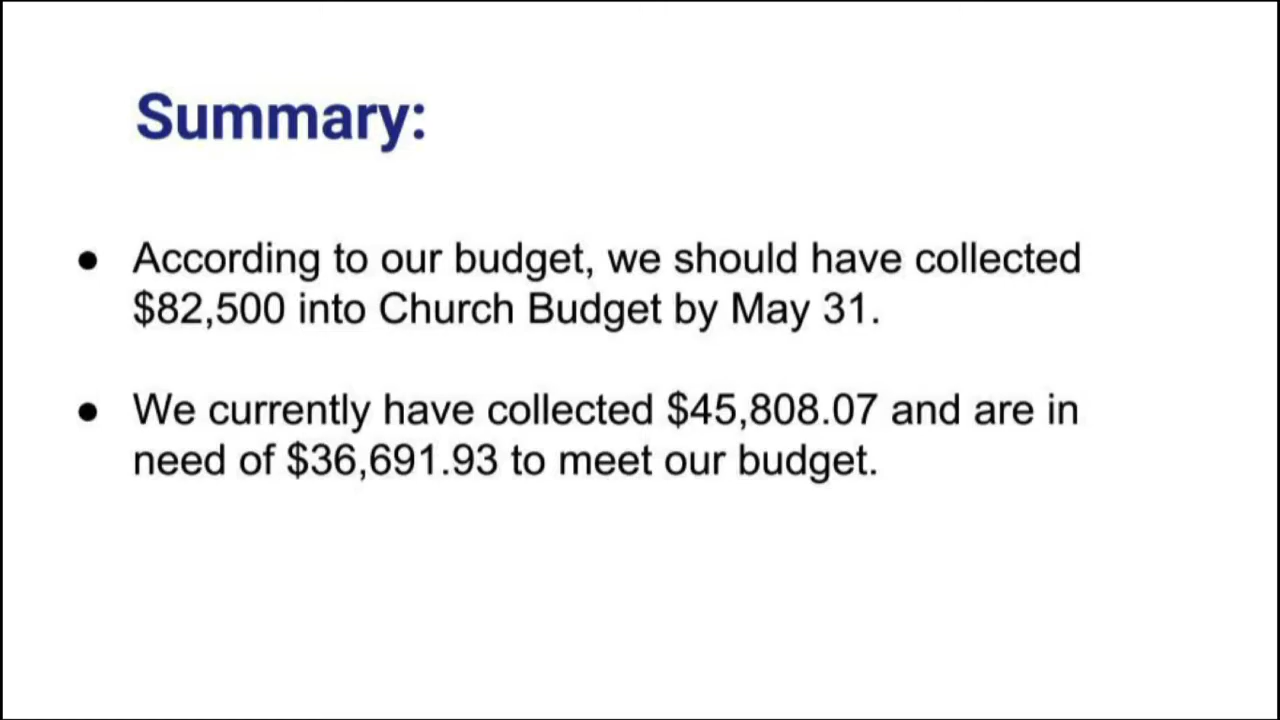 Summary:
● According to our budget, we should have collected
$82,500 into Church Budget by May 31.
● We currently have collected $45,808.07 and are in
need of $36,691.93 to meet our budget.